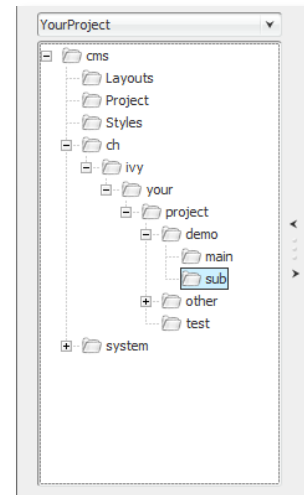 YourProject
cms
Layouts
Project
Styles
ch
ivy
your
project
demo
main
sub
other
test
system